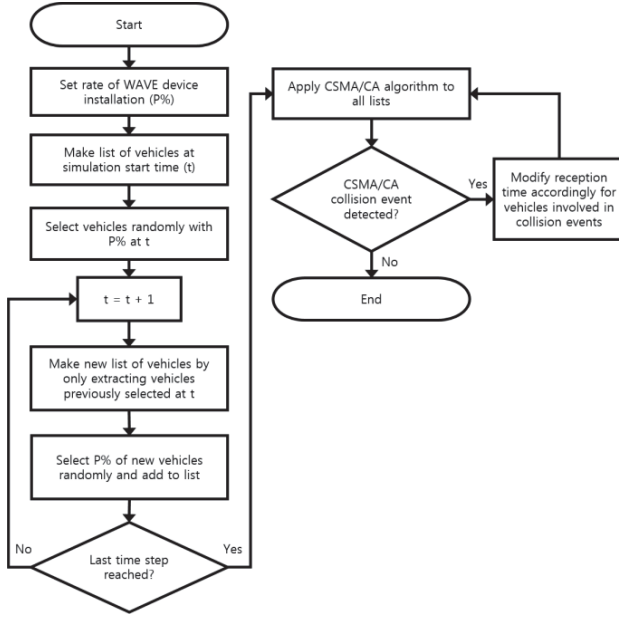 Start
Set rate of WAVE device
installation (P%)
Make list of vehicles at
simulation start time (t)
Select vehicles randomly with
P% at t
t = t + 1
Make new list of vehicles by
only extracting vehicles
previously selected at t
Select P% of new vehicles
randomly and add to list
Last time step
reached?
No
Yes
Apply CSMA/CA algorithm to
all lists
CSMA/CA
collision event
detected?
Yes
No
Modify reception
time accordingly for
vehicles involved in
collision events
End